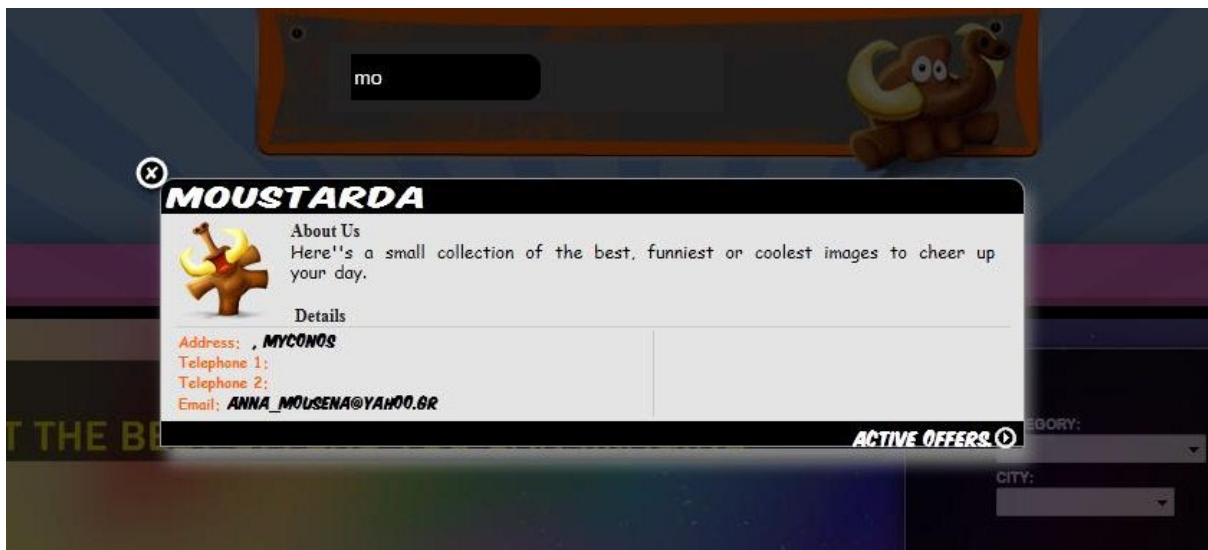 mo
MOUSTARDA
About Us
Here''s a small collection of the best, funniest or coolest images to cheer up
your day.
Details
Address: , MYCONOS
Telephone 1:
Telephone 2:
Email: ANNA_MOUSENA@YAHOO.GR
ACTIVE OFFERS
T THE BE
EGORY:
CITY: